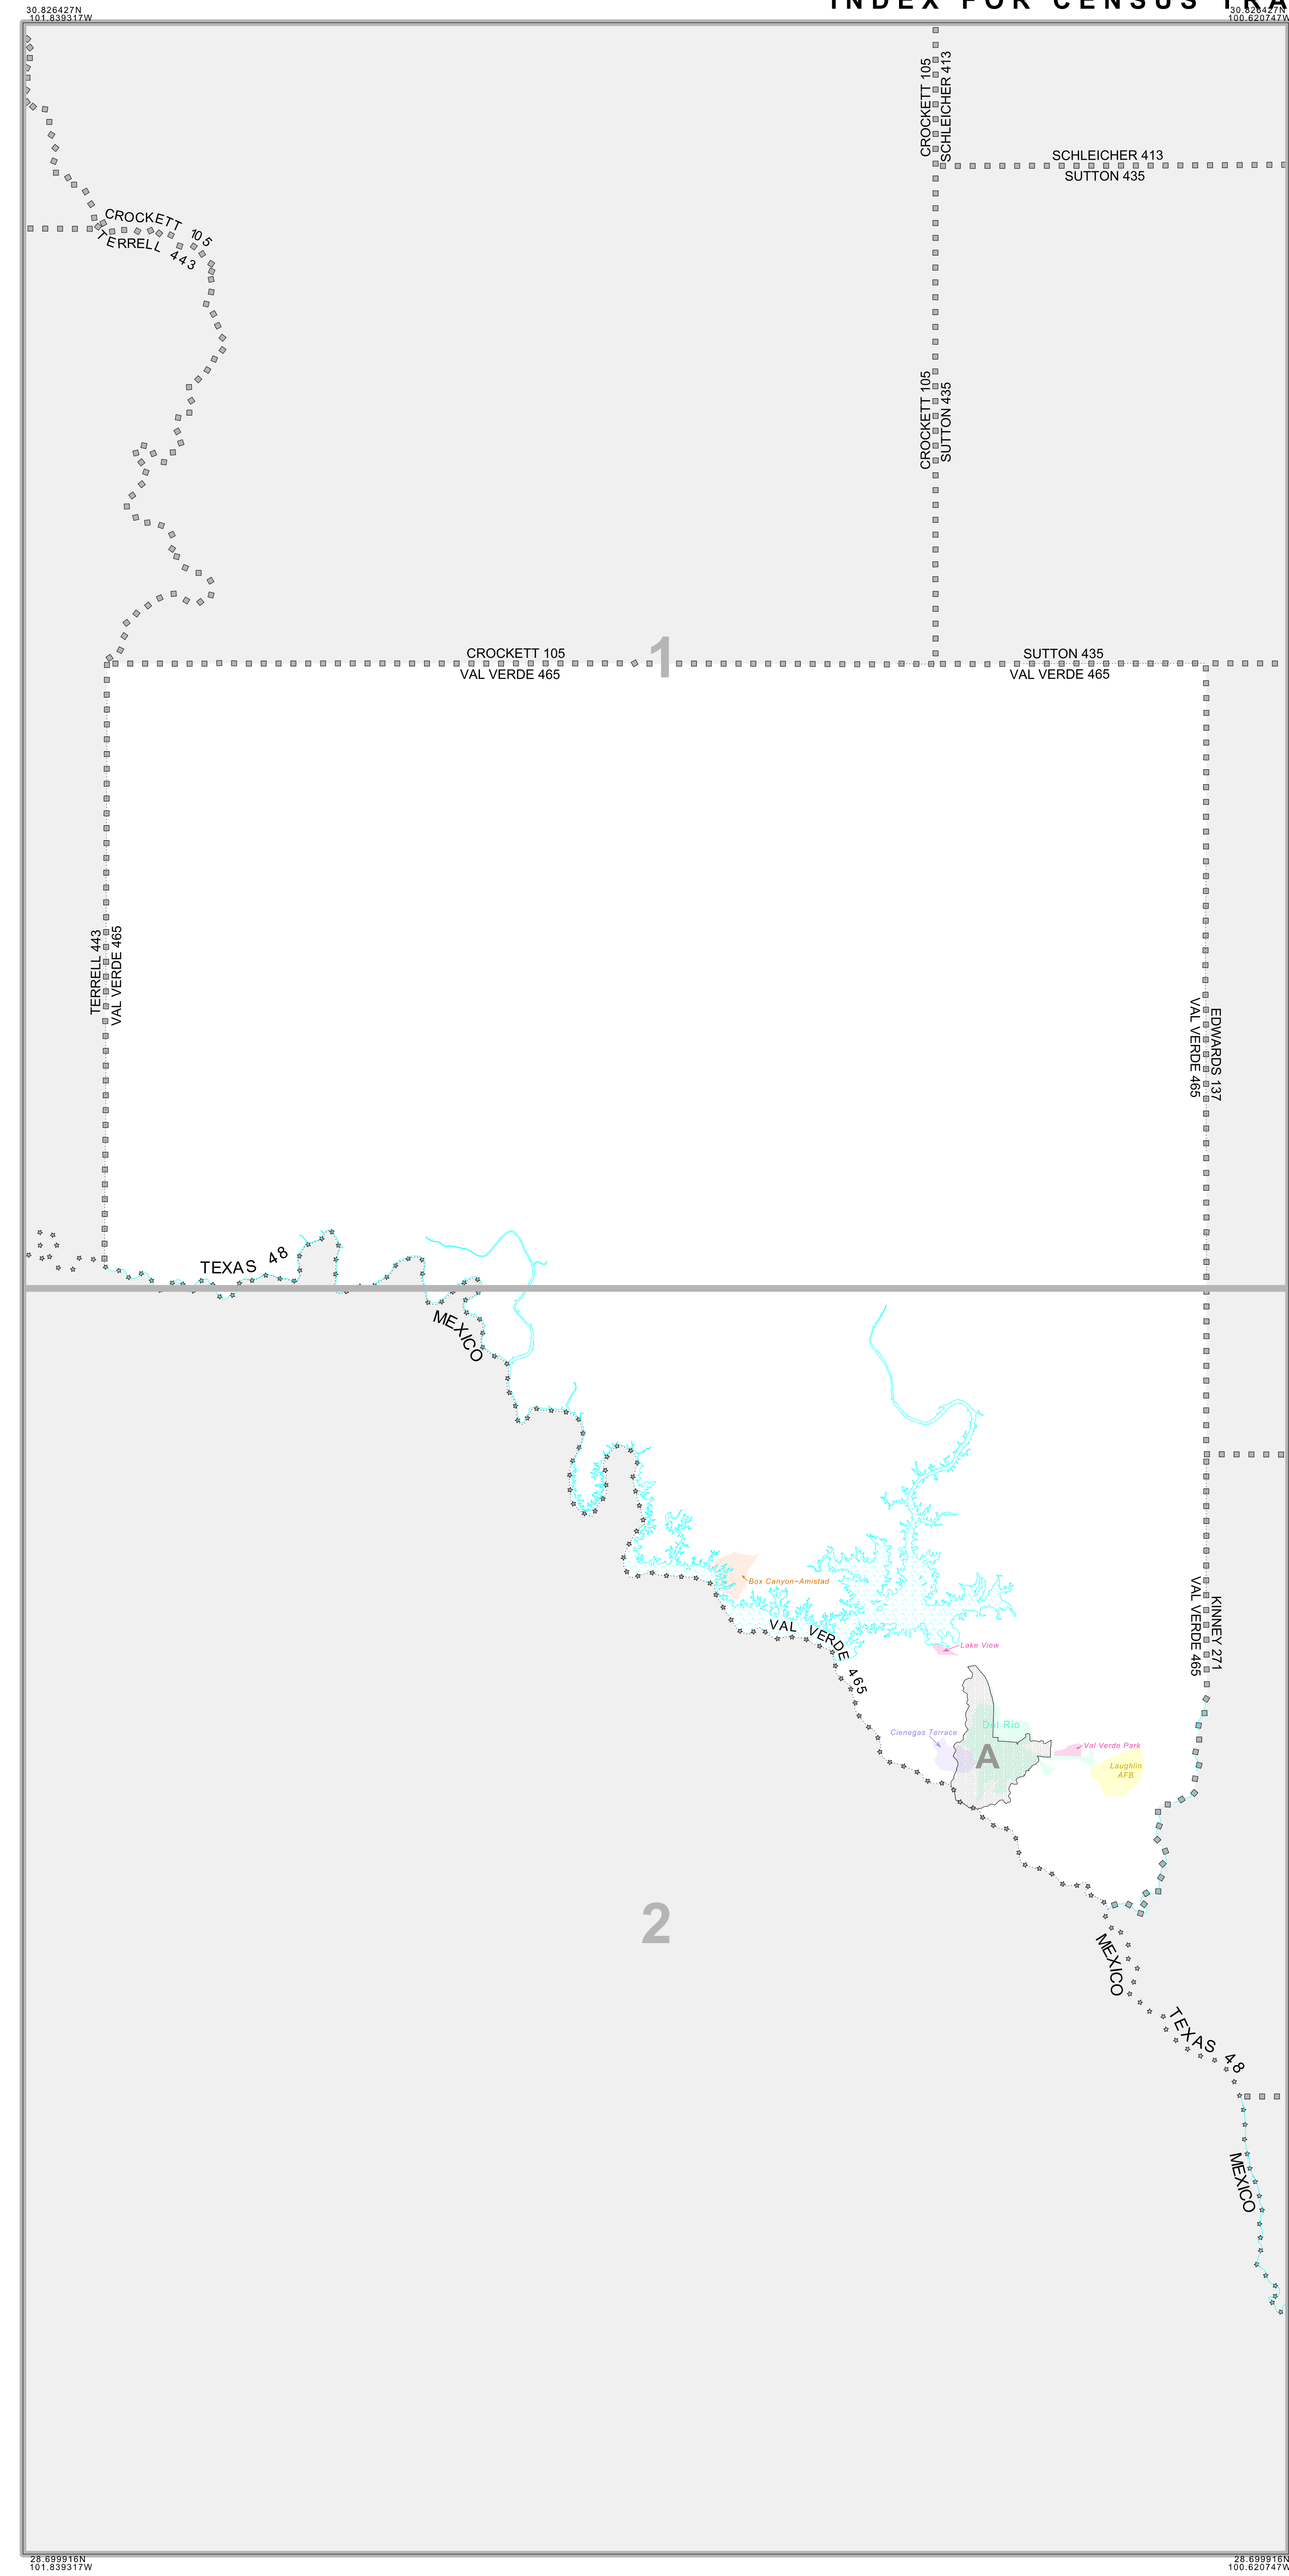 INDEX FOR CENSUS TRA
30.826427N
101.839317W
30.826427N
100.620747W
CROCKETT 105
SCHLEICHER 413
SCHLEICHER 413
SUTTON 435
CROCKETT 105
TERRELL 443
CROCKETT 105
SUTTON 435
1
CROCKETT 105
VAL VERDE 465
SUTTON 435
VAL VERDE 465
TERRELL 443
VAL VERDE 465
VAL VERDE 465
EDWARDS 137
TEXAS 48
MEXICO
Box Canyon-Amistad
VAL VERDE 465
KINNEY 271
VAL VERDE 465
Lake View
Cienegas Terrace
Del Rio
A
Val Verde Park
Laughlin
AFB
2
MEXICO
TEXAS 48
MEXICO
28.699916N
101.839317W
28.699916N
100.620747W